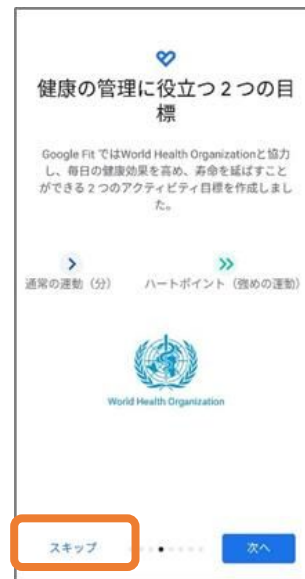 健康の管理に役立つ2つの目
標
Google Fit ではWorld Health Organizationと協力
し、毎日の健康効果を高め、寿命を延ばすこと
ができる2つのアクティビティ目標を作成しまし
た。
通常の運動（分）
ハートポイント（強めの運動）
World Health Organization
スキップ
次へ